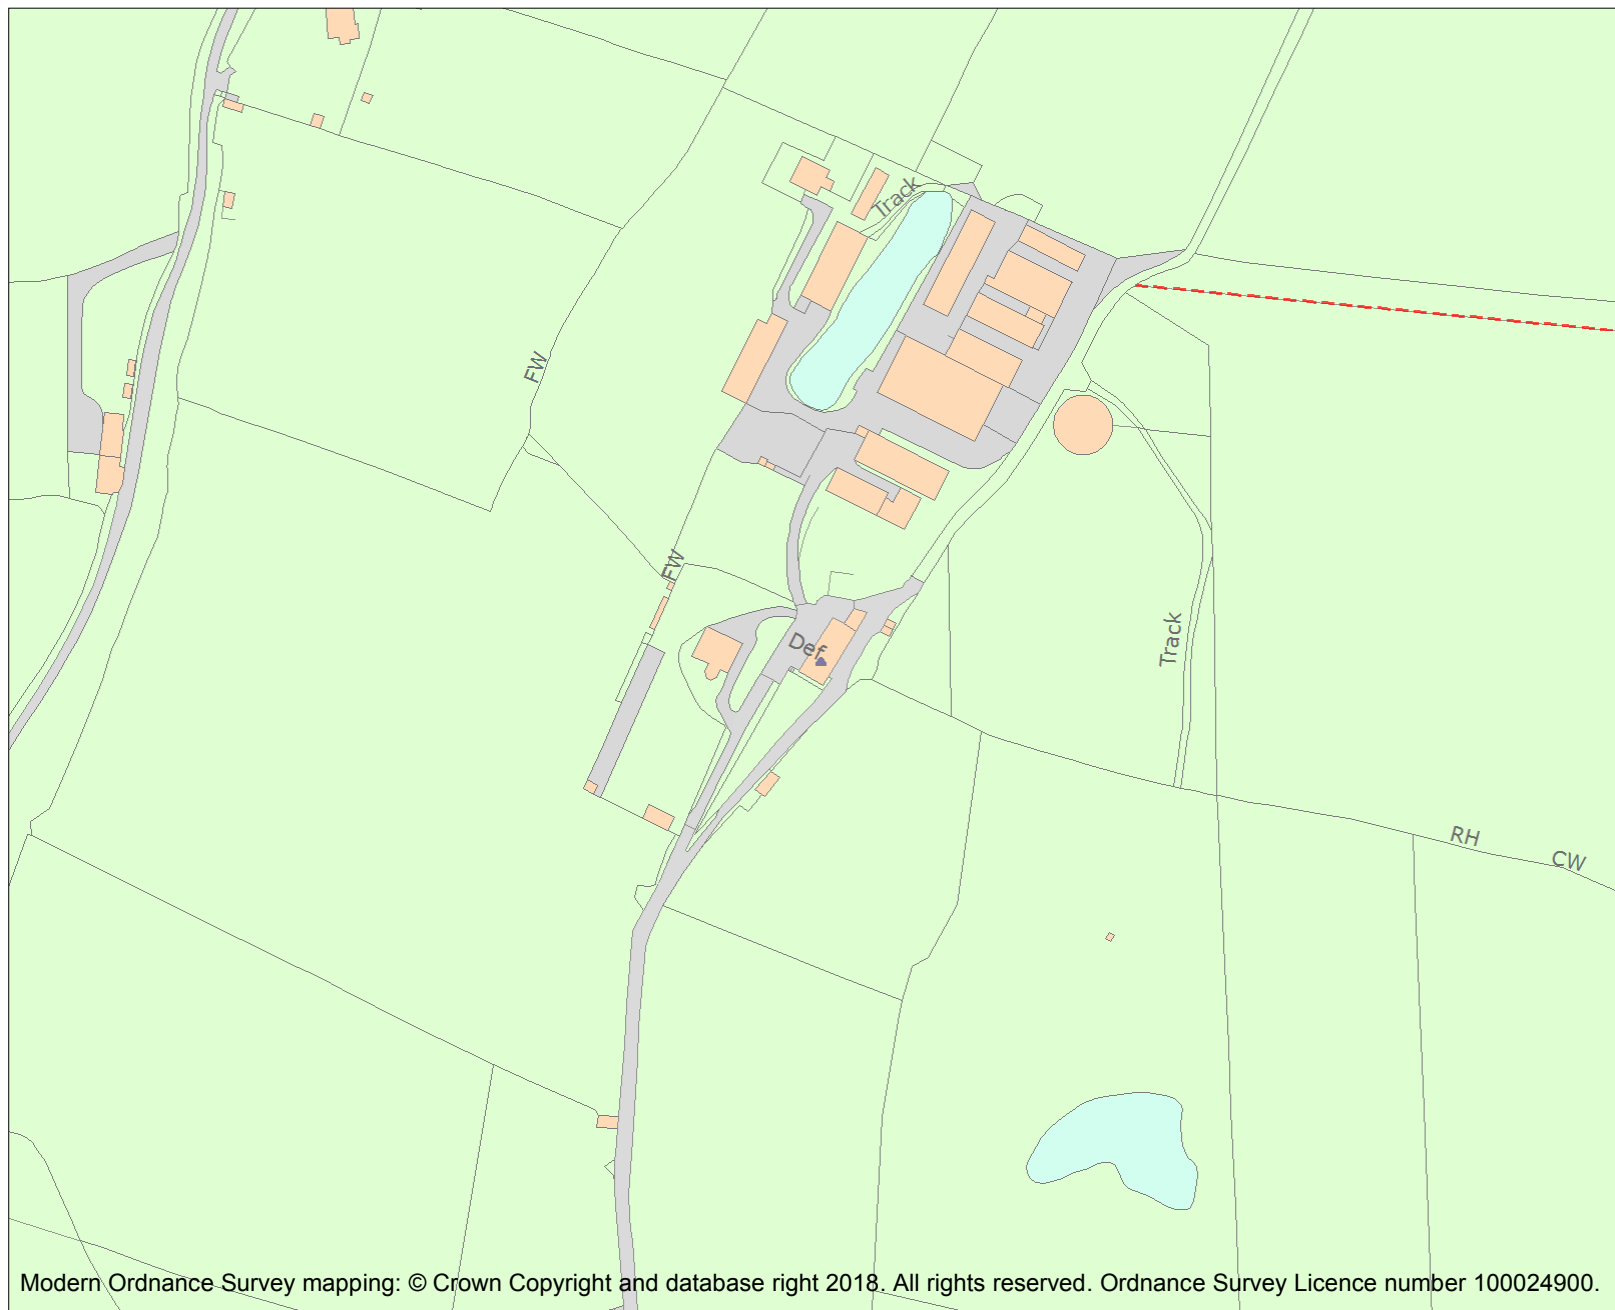 Track
FW
FW
Def
Track
RH
CW
Modern Ordnance Survey mapping: © Crown Copyright and database right 2018. All rights reserved. Ordnance Survey Licence number 100024900.